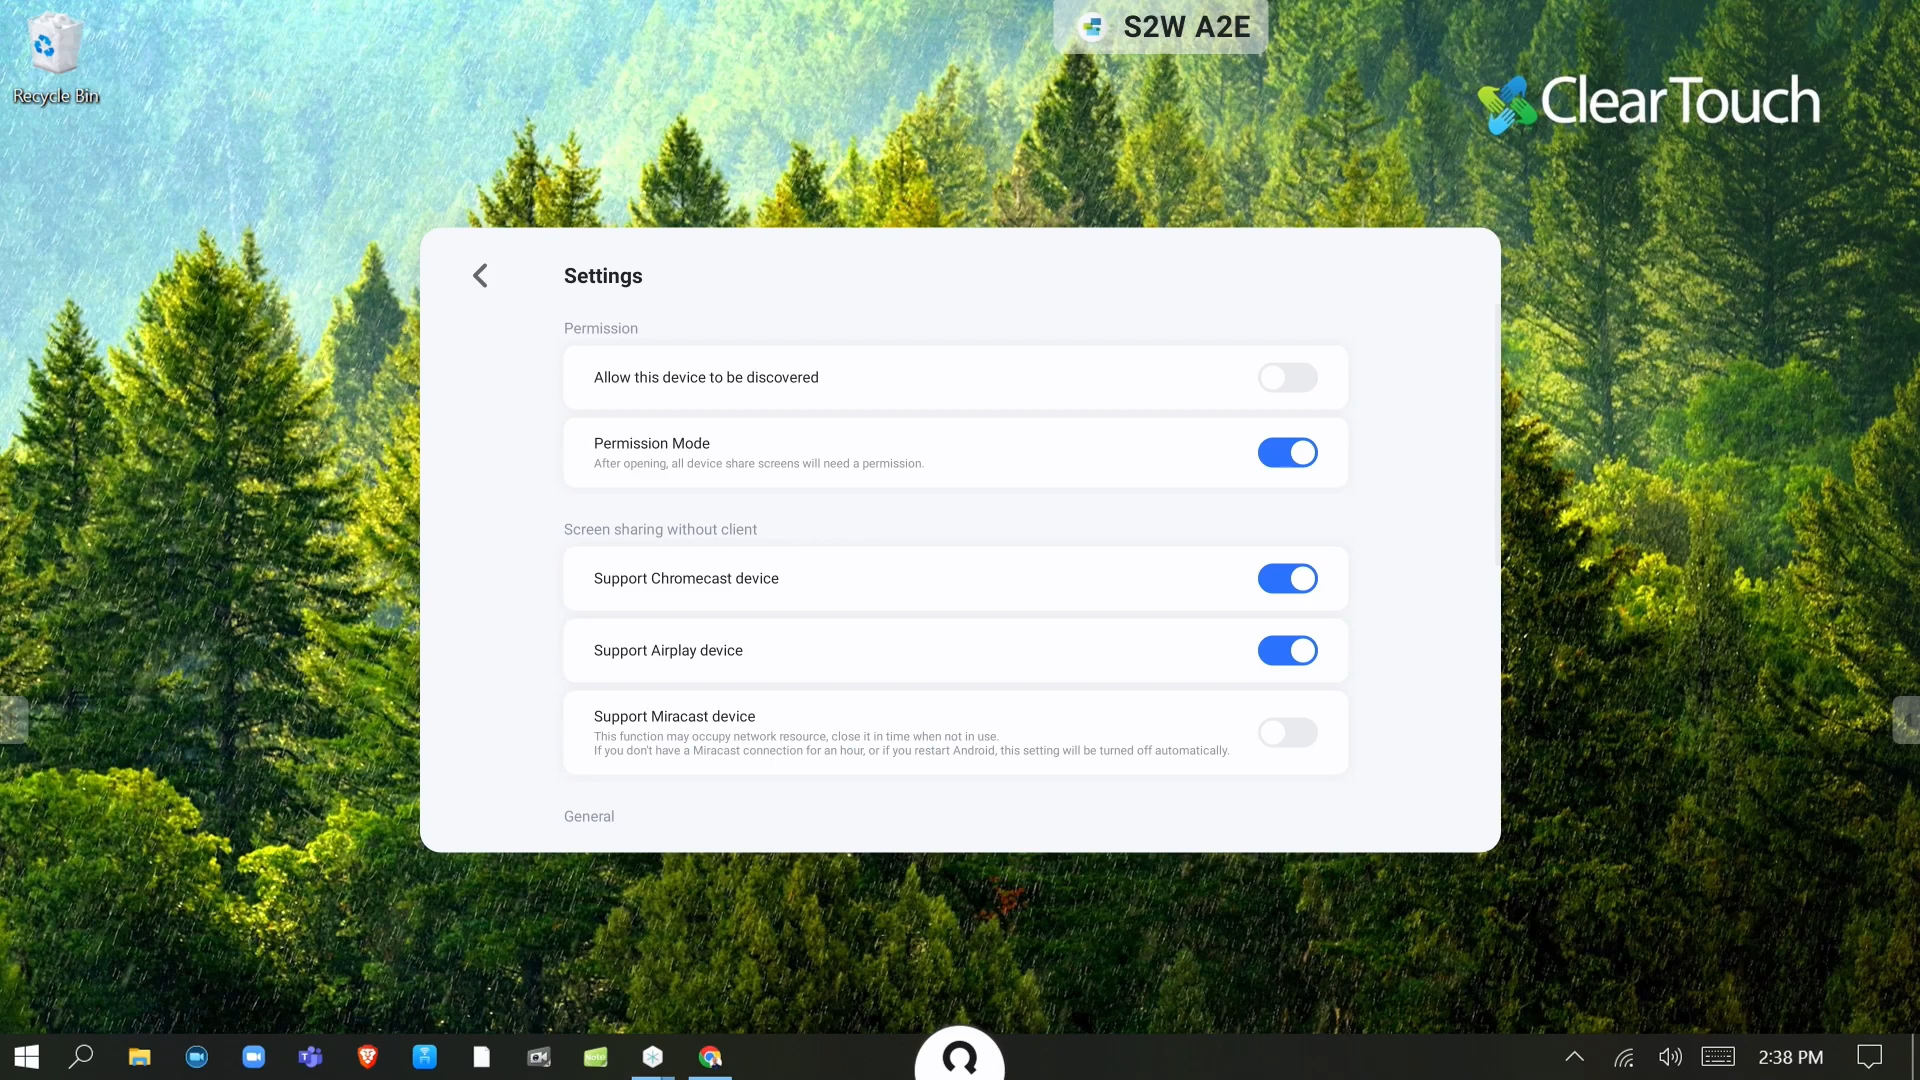 S2W A2E
Recycle Bin
ClearTouch
Settings
Permission
Allow this device to be discovered
Permission Mode
After opening, all device share screens will need a permission.
Screen sharing without client
Support Chromecast device
Support Airplay device
Support Miracast device
This function may occupy network resource, close it in time when not in use.
If you don't have a Miracast connection for an hour, or if you restart Android, this setting will be turned off automatically.
General
Note
2:38 PM